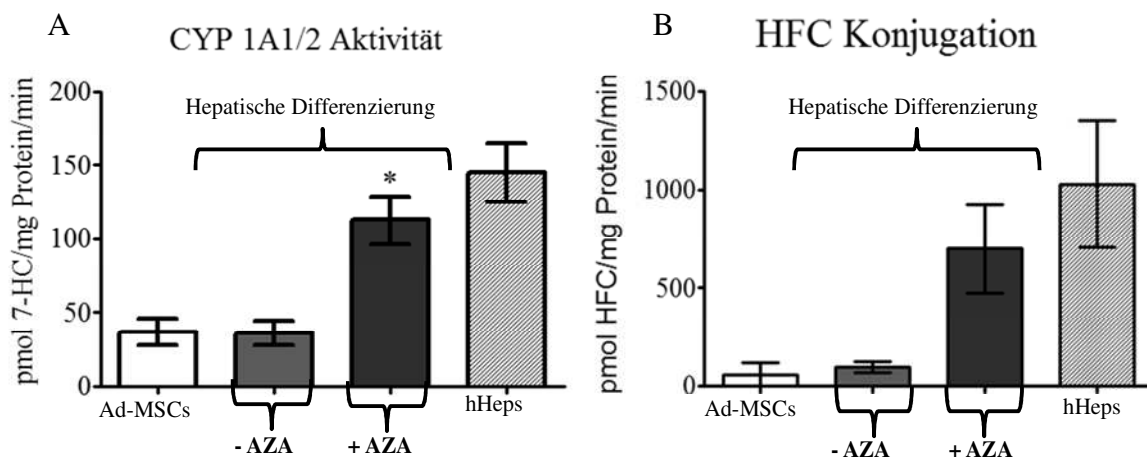 A
CYP 1A1/2 Aktivität
pmol 7-HC/mg Protein/min
200
150
100
50
0
Hepatische Differenzierung
*
Ad-MSCs
hHeps
- AZA
+ AZA
B
HFC Konjugation
pmol HFC/mg Protein/min
1500
1000
500
0
Hepatische Differenzierung
Ad-MSCs
hHeps
- AZA
+ AZA